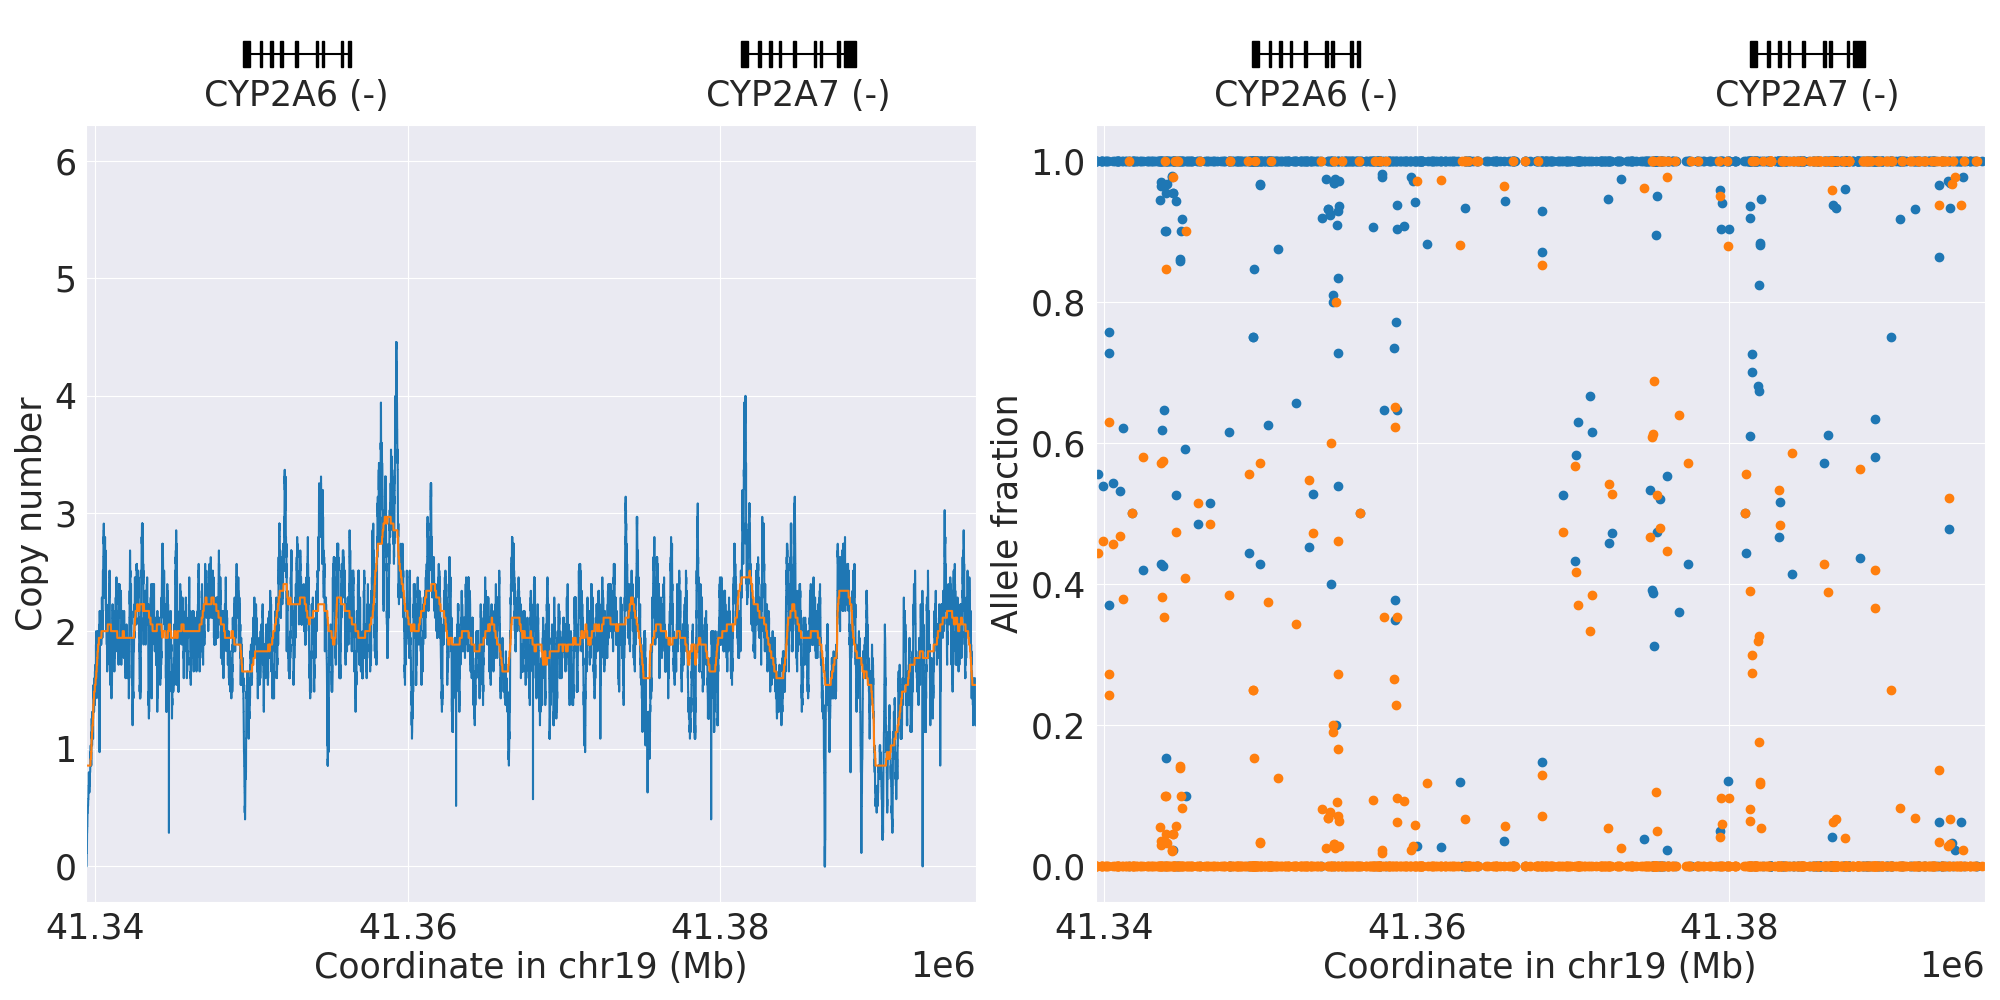 CYP2A6 (-)
CYP2A7 (-)
Copy number
6
5
4
3
2
1
0
41.34
41.36
41.38
Coordinate in chr19 (Mb)
1e6
CYP2A6 (-)
CYP2A7 (-)
Allele fraction
1.0
0.8
0.6
0.4
0.2
0.0
41.34
41.36
41.38
Coordinate in chr19 (Mb)
1e6